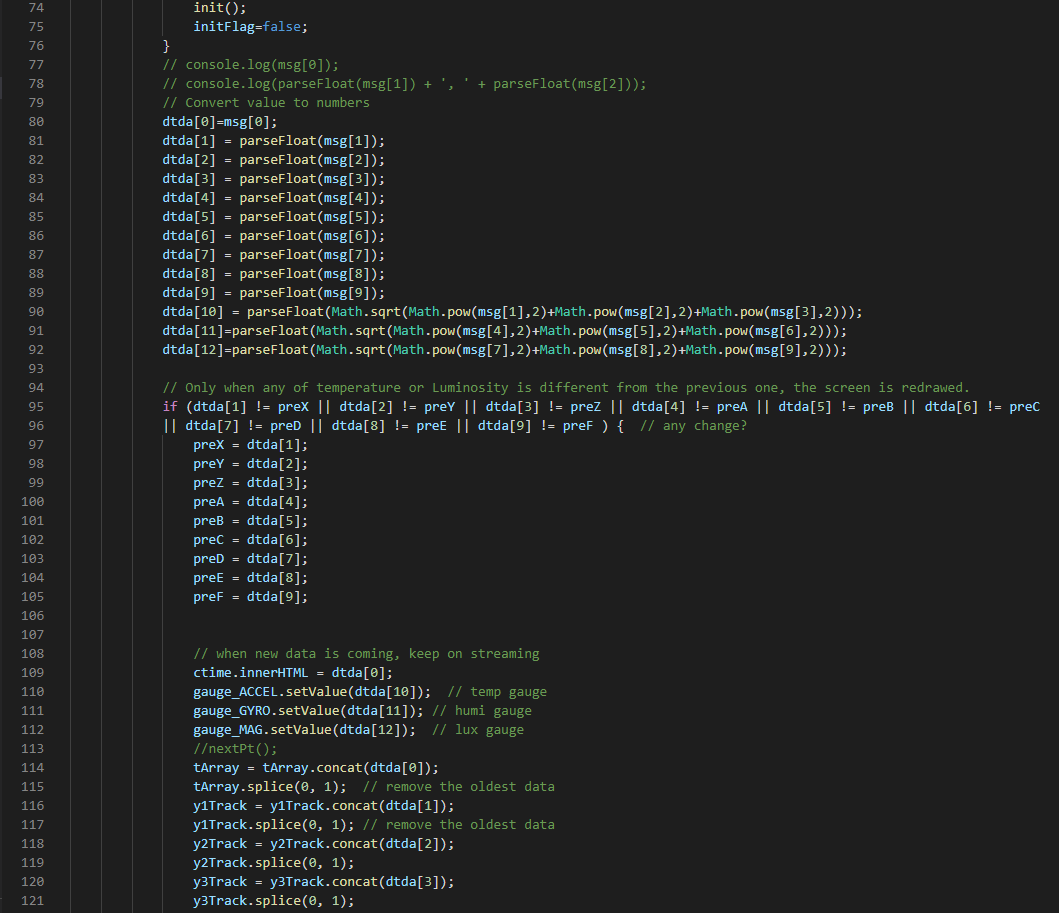 74 init();
75 initFlag=false;
76 }
77 // console.log(msg[0]);
78 // console.log(parseFloat(msg[1]) + ', ' + parseFloat(msg[2]));
79 // Convert value to numbers
80 dtda[0]=msg[0];
81 dtda[1] = parseFloat(msg[1]);
82 dtda[2] = parseFloat(msg[2]);
83 dtda[3] = parseFloat(msg[3]);
84 dtda[4] = parseFloat(msg[4]);
85 dtda[5] = parseFloat(msg[5]);
86 dtda[6] = parseFloat(msg[6]);
87 dtda[7] = parseFloat(msg[7]);
88 dtda[8] = parseFloat(msg[8]);
89 dtda[9] = parseFloat(msg[9]);
90 dtda[10] = parseFloat(Math.sqrt(Math.pow(msg[1],2)+Math.pow(msg[2],2)+Math.pow(msg[3],2)));
91 dtda[11]=parseFloat(Math.sqrt(Math.pow(msg[4],2)+Math.pow(msg[5],2)+Math.pow(msg[6],2)));
92 dtda[12]=parseFloat(Math.sqrt(Math.pow(msg[7],2)+Math.pow(msg[8],2)+Math.pow(msg[9],2)));
93
94 // Only when any of temperature or Luminosity is different from the previous one, the screen is redrawed.
95 if (dtda[1] != preX || dtda[2] != preY || dtda[3] != preZ || dtda[4] != preA || dtda[5] != preB || dtda[6] != preC
96 || dtda[7] != preD || dtda[8] != preE || dtda[9] != preF ) { // any change?
97 preX = dtda[1];
98 preY = dtda[2];
99 preZ = dtda[3];
100 preA = dtda[4];
101 preB = dtda[5];
102 preC = dtda[6];
103 preD = dtda[7];
104 preE = dtda[8];
105 preF = dtda[9];
106
107
108 // when new data is coming, keep on streaming
109 ctime.innerHTML = dtda[0];
110 gauge_ACCEL.setValue(dtda[10]); // temp gauge
111 gauge_GYRO.setValue(dtda[11]); // humi gauge
112 gauge_MAG.setValue(dtda[12]); // lux gauge
113 //nextPt();
114 tArray = tArray.concat(dtda[0]);
115 tArray.splice(0, 1); // remove the oldest data
116 y1Track = y1Track.concat(dtda[1]);
117 y1Track.splice(0, 1); // remove the oldest data
118 y2Track = y2Track.concat(dtda[2]);
119 y2Track.splice(0, 1);
120 y3Track = y3Track.concat(dtda[3]);
121 y3Track.splice(0, 1);